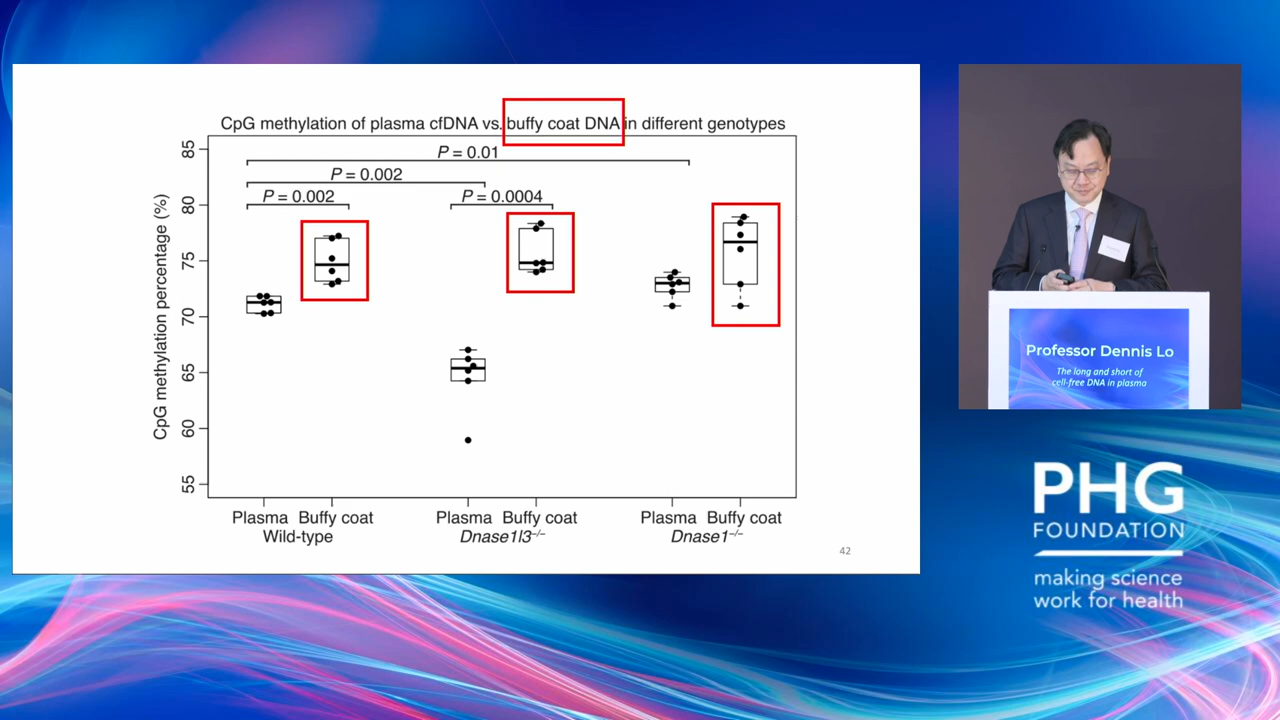 CpG methylation of plasma cfDNA vs. buffy coat DNA in different genotypes
CpG methylation percentage (%)
85
80
75
70
65
60
55
P = 0.01
P = 0.002
P = 0.002
P = 0.0004
Plasma Buffy coat Plasma Buffy coat Plasma Buffy coat
Wild-type Dnase1l3−/− Dnase1−/−
42
Professor Dennis Lo
The long and short of
cell-free DNA in plasma
PHG
FOUNDATION
making science
work for health